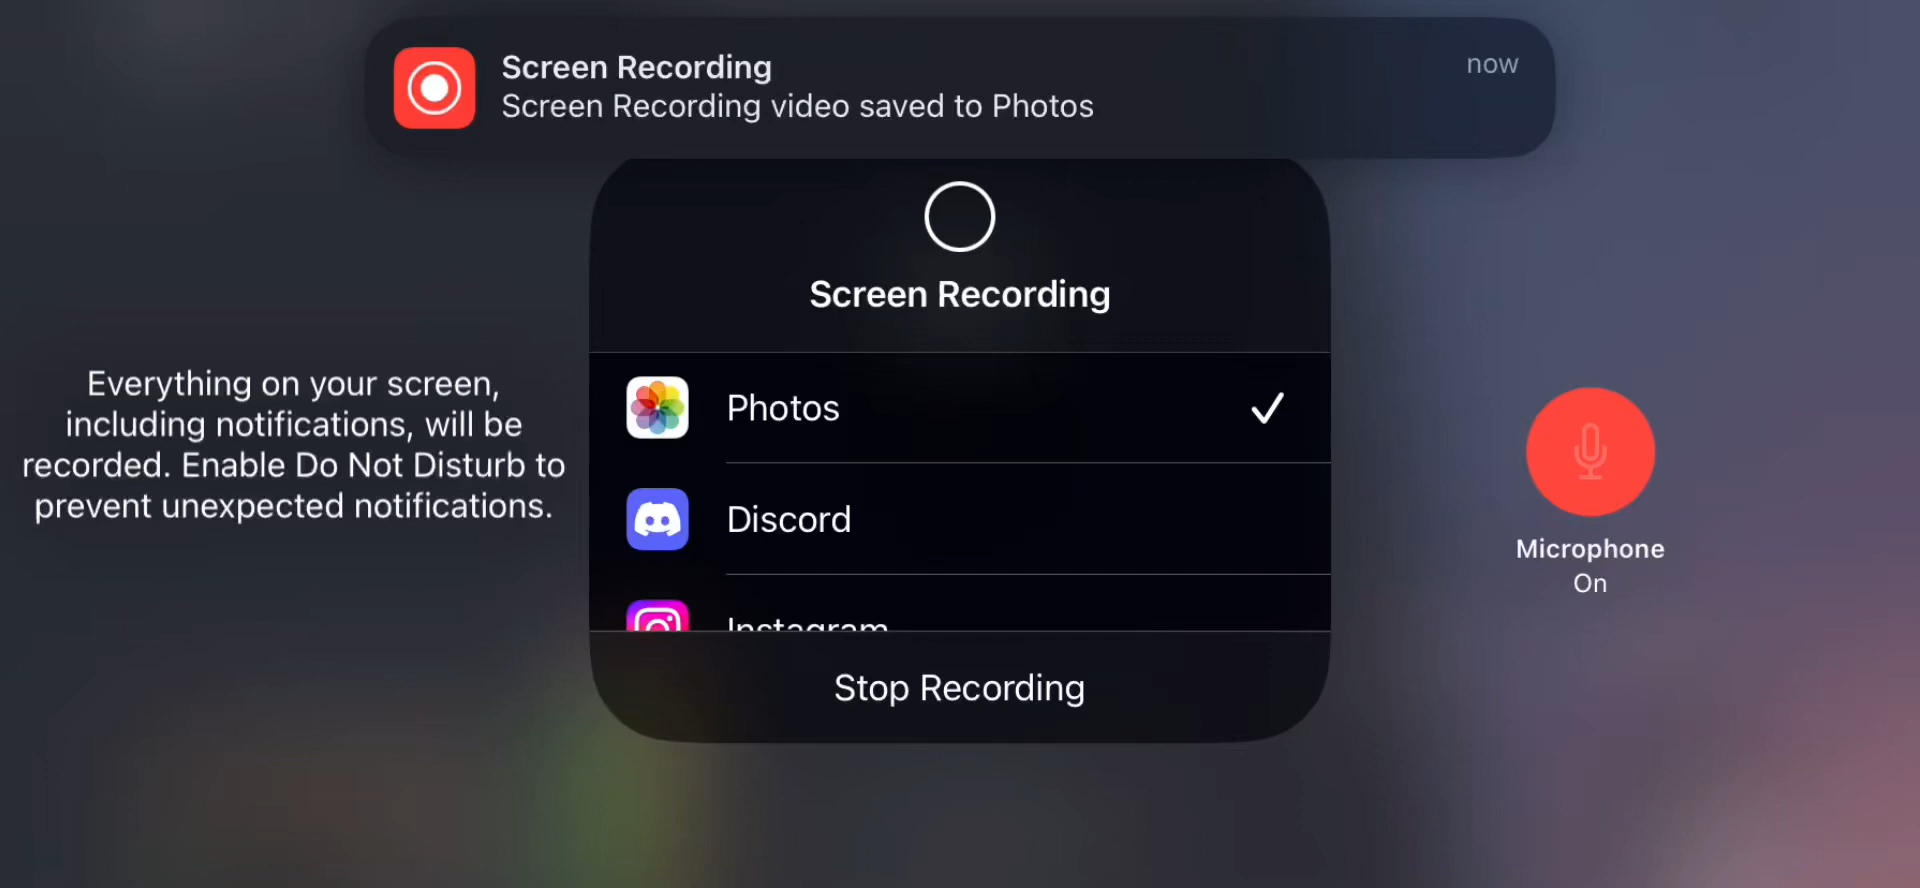 Screen Recording
now
Screen Recording video saved to Photos
Screen Recording
Everything on your screen,
including notifications, will be
recorded. Enable Do Not Disturb to
prevent unexpected notifications.
Photos
Discord
Instagram
Stop Recording
Microphone
On